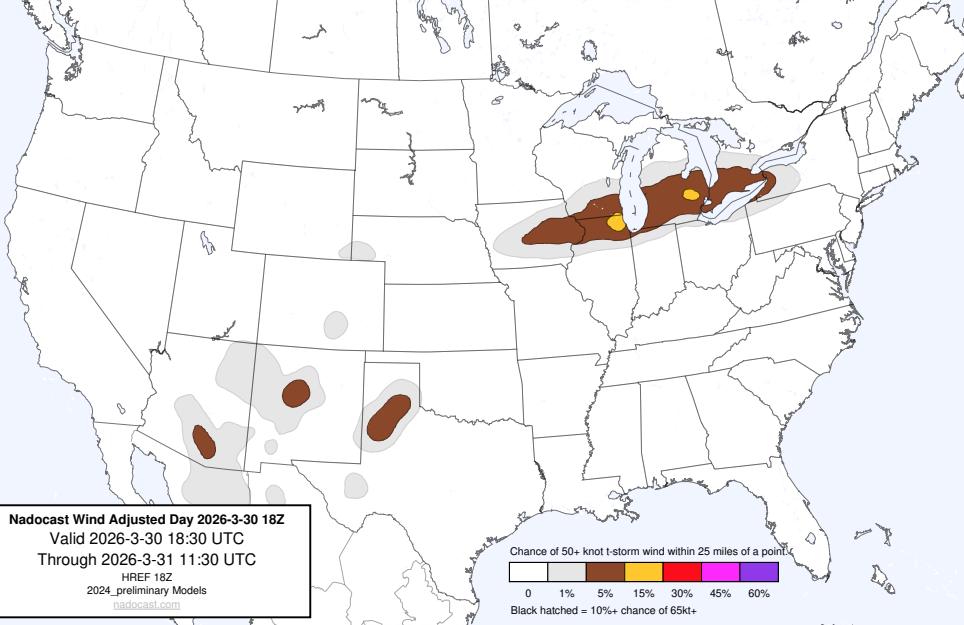 Nadocast Wind Adjusted Day 2026-3-30 18Z
Valid 2026-3-30 18:30 UTC
Through 2026-3-31 11:30 UTC
HREF 18Z
2024_preliminary Models
nadocast.com
Chance of 50+ knot t-storm wind within 25 miles of a point.
0 1% 5% 15% 30% 45% 60%
Black hatched = 10%+ chance of 65kt+